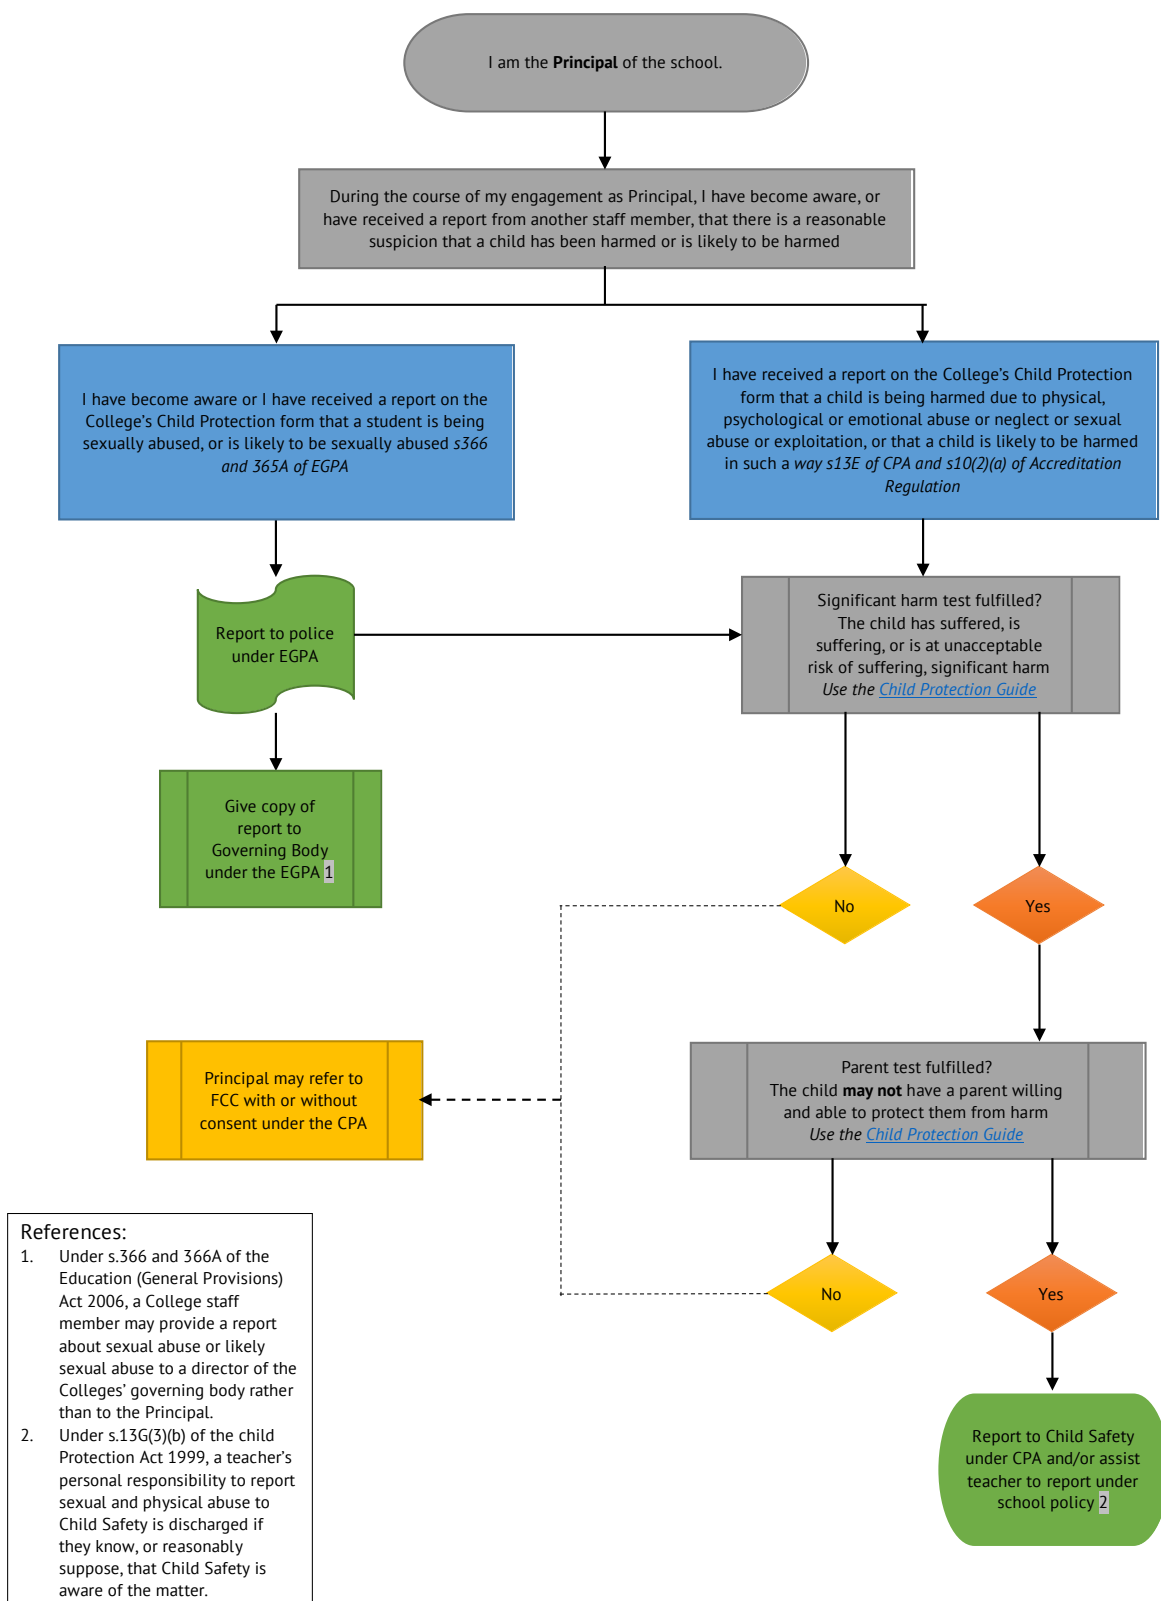 I am the Principal of the school.
During the course of my engagement as Principal, I have become aware, or
have received a report from another staff member, that there is a reasonable
suspicion that a child has been harmed or is likely to be harmed
I have become aware or I have received a report on the
College’s Child Protection form that a student is being
sexually abused, or is likely to be sexually abused s366
and 365A of EGPA
I have received a report on the College’s Child Protection
form that a child is being harmed due to physical,
psychological or emotional abuse or neglect or sexual
abuse or exploitation, or that a child is likely to be harmed
in such a way s13E of CPA and s10(2)(a) of Accreditation
Regulation
Report to police
under EGPA
Significant harm test fulfilled?
The child has suffered, is
suffering, or is at unacceptable
risk of suffering, significant harm
Use the Child Protection Guide
Give copy of
report to
Governing Body
under the EGPA 1
No
Yes
Principal may refer to
FCC with or without
consent under the CPA
Parent test fulfilled?
The child may not have a parent willing
and able to protect them from harm
Use the Child Protection Guide
No
Yes
References:
1. Under s.366 and 366A of the
Education (General Provisions)
Act 2006, a College staff
member may provide a report
about sexual abuse or likely
sexual abuse to a director of the
Colleges’ governing body rather
than to the Principal.
2. Under s.13G(3)(b) of the child
Protection Act 1999, a teacher’s
personal responsibility to report
sexual and physical abuse to
Child Safety is discharged if
they know, or reasonably
suppose, that Child Safety is
aware of the matter.
Report to Child Safety
under CPA and/or assist
teacher to report under
school policy 2